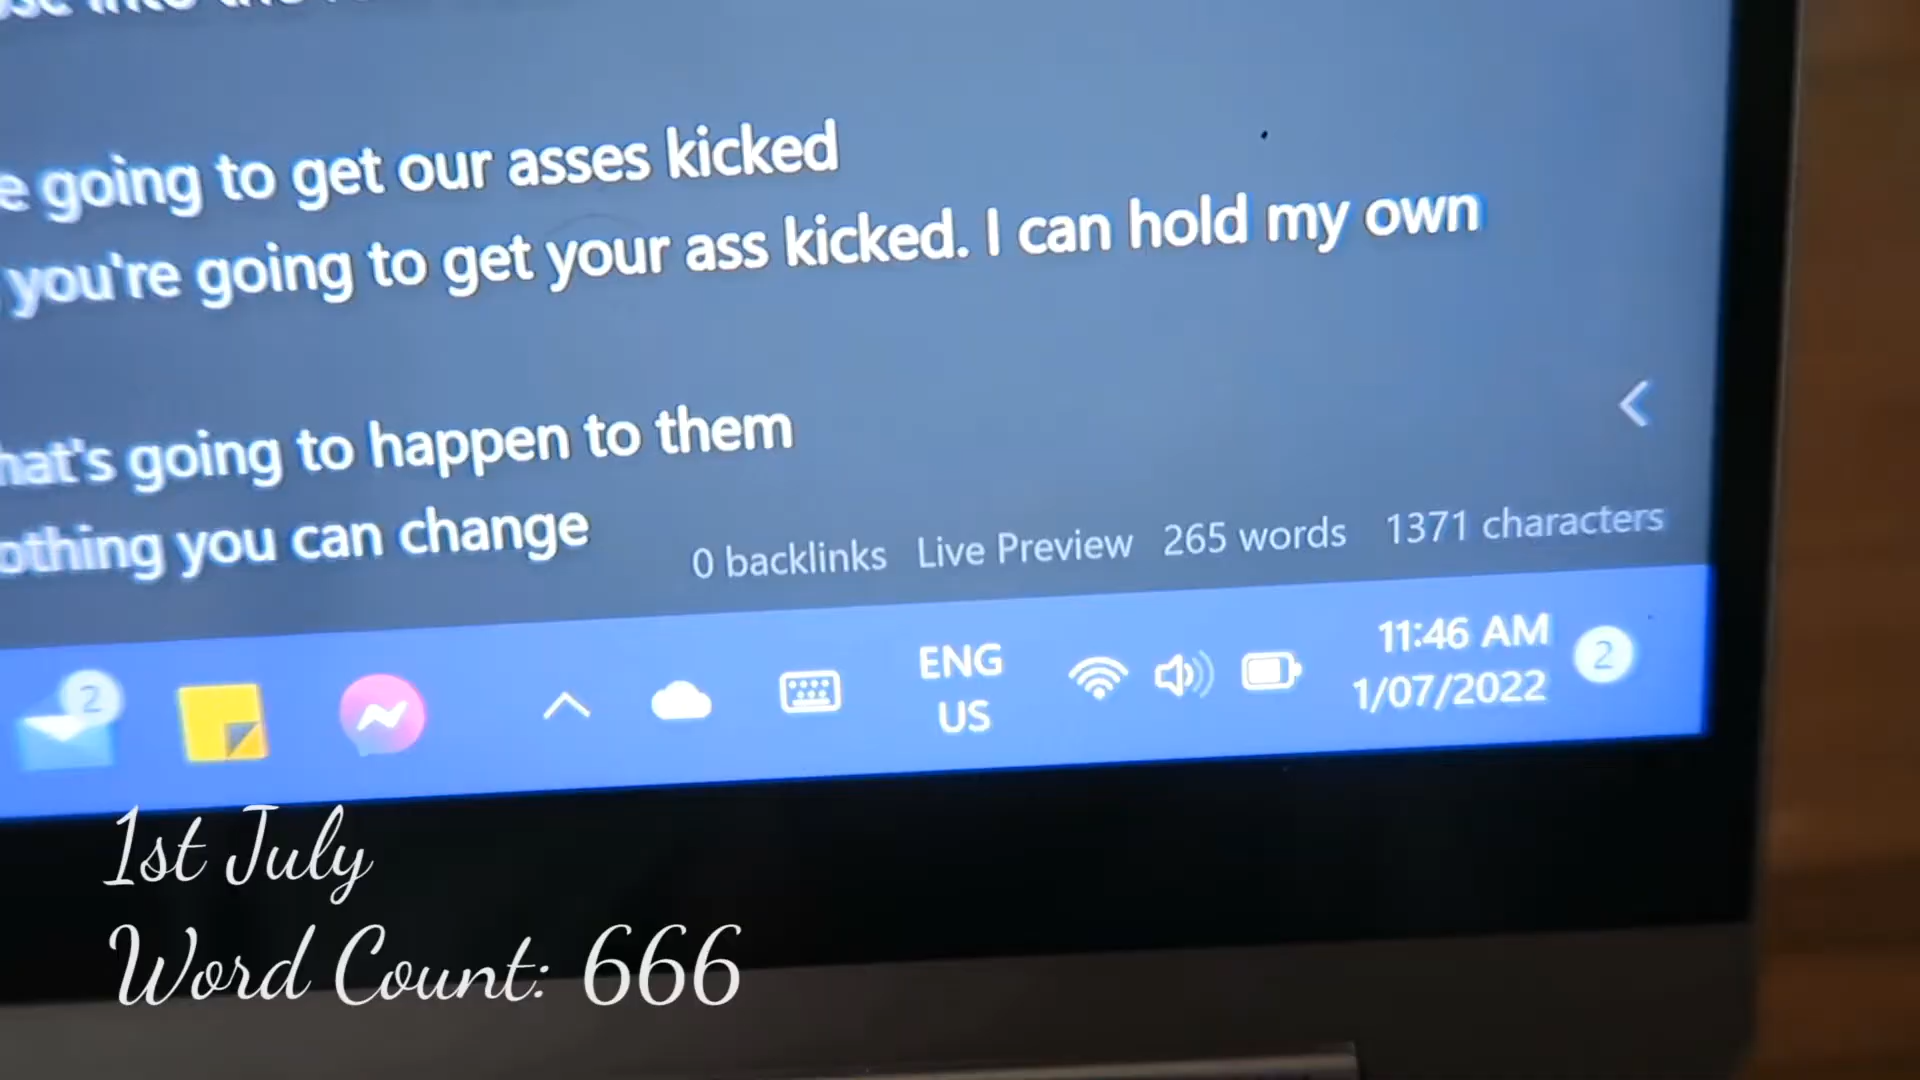 going to get our asses kicked
you're going to get your ass kicked. I can hold my own
going to happen to them
you can change
0 backlinks Live Preview 265 words 1371 characters
ENG
US
11:46 AM
1/07/2022
2
2
1st July
Word Count: 666